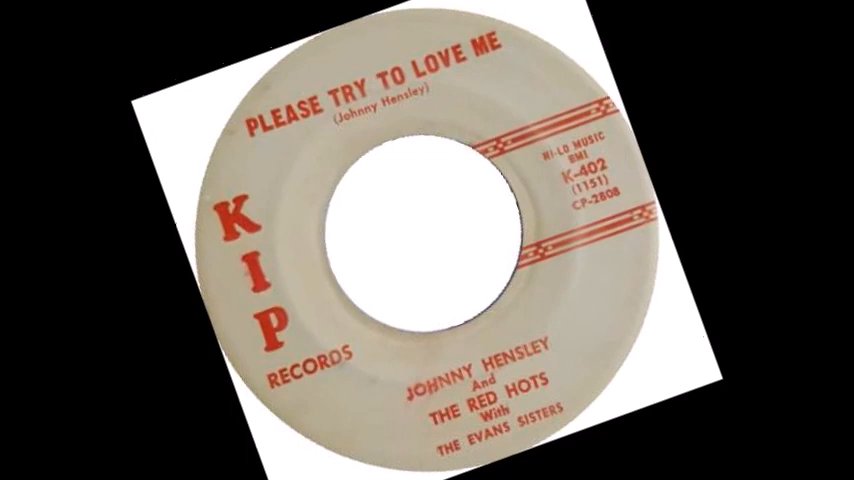 PLEASE TRY TO LOVE ME
(Johnny Hensley)
HI-LO MUSIC
BMI
K-402
(1151)
CP-2808
K
I
P
RECORDS
JOHNNY HENSLEY
And
THE RED HOTS
With
THE EVANS SISTERS